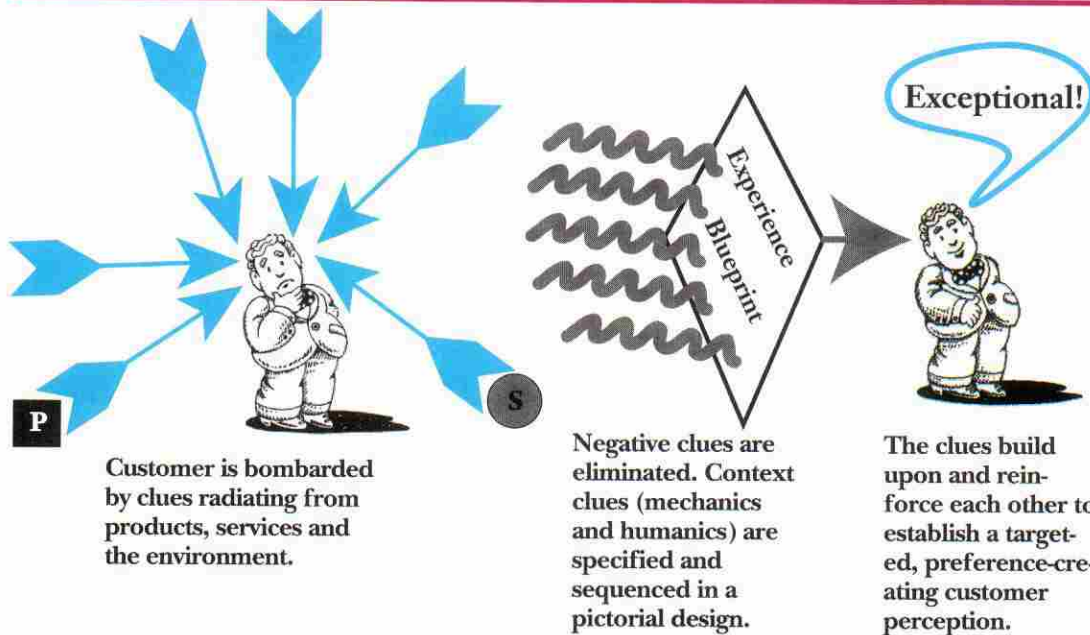 Exceptional!
Experience
Blueprint
P
S
Customer is bombarded
by clues radiating from
products, services and
the environment.
Negative clues are
eliminated. Context
clues (mechanics
and humanics) are
specified and
sequenced in a
pictorial design.
The clues build
upon and rein-
force each other to
establish a target-
ed, preference-cre-
ating customer
perception.